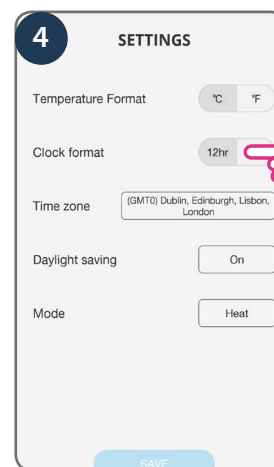 4
SETTINGS
Temperature Format
°C °F
Clock format
12hr
Time zone
(GMT0) Dublin, Edinburgh, Lisbon,
London
Daylight saving
On
Mode
Heat
SAVE